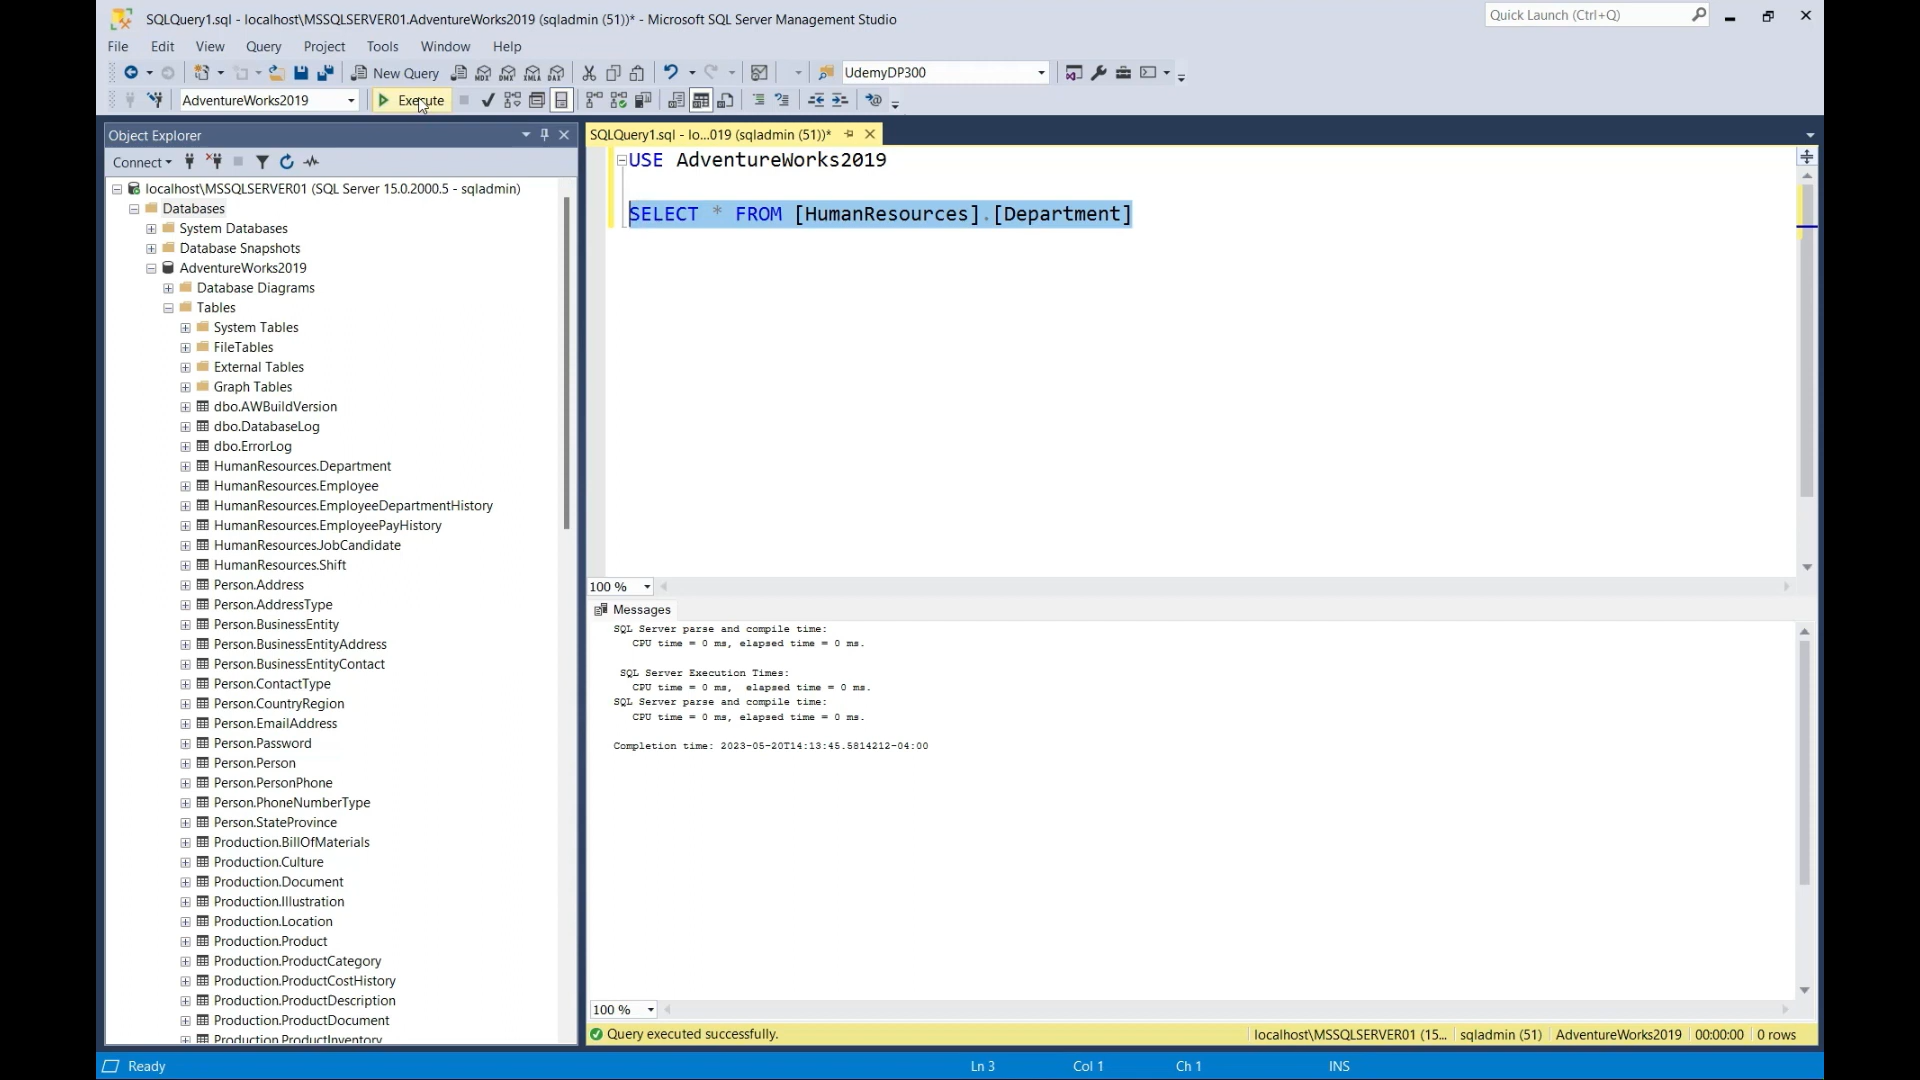 SQLQuery1.sql - localhost\MSSQLSERVER01.AdventureWorks2019 (sqladmin (51))* - Microsoft SQL Server Management Studio
Quick Launch (Ctrl+Q)
File Edit View Query Project Tools Window Help
New Query
MDX DMX XMLA DAX
UdemyDP300
AdventureWorks2019
Execute
Object Explorer
Connect
localhost\MSSQLSERVER01 (SQL Server 15.0.2000.5 - sqladmin)
Databases
System Databases
Database Snapshots
AdventureWorks2019
Database Diagrams
Tables
System Tables
FileTables
External Tables
Graph Tables
dbo.AWBuildVersion
dbo.DatabaseLog
dbo.ErrorLog
HumanResources.Department
HumanResources.Employee
HumanResources.EmployeeDepartmentHistory
HumanResources.EmployeePayHistory
HumanResources.JobCandidate
HumanResources.Shift
Person.Address
Person.AddressType
Person.BusinessEntity
Person.BusinessEntityAddress
Person.BusinessEntityContact
Person.ContactType
Person.CountryRegion
Person.EmailAddress
Person.Password
Person.Person
Person.PersonPhone
Person.PhoneNumberType
Person.StateProvince
Production.BillOfMaterials
Production.Culture
Production.Document
Production.Illustration
Production.Location
Production.Product
Production.ProductCategory
Production.ProductCostHistory
Production.ProductDescription
Production.ProductDocument
Production.ProductInventory
SQLQuery1.sql - lo...019 (sqladmin (51))*
USE AdventureWorks2019
SELECT * FROM [HumanResources].[Department]
100 %
Messages
SQL Server parse and compile time:
CPU time = 0 ms, elapsed time = 0 ms.
SQL Server Execution Times:
CPU time = 0 ms, elapsed time = 0 ms.
SQL Server parse and compile time:
CPU time = 0 ms, elapsed time = 0 ms.
Completion time: 2023-05-20T14:13:45.5814212-04:00
100 %
Query executed successfully.
localhost\MSSQLSERVER01 (15... sqladmin (51) AdventureWorks2019 00:00:00 0 rows
Ready
Ln 3 Col 1 Ch 1 INS